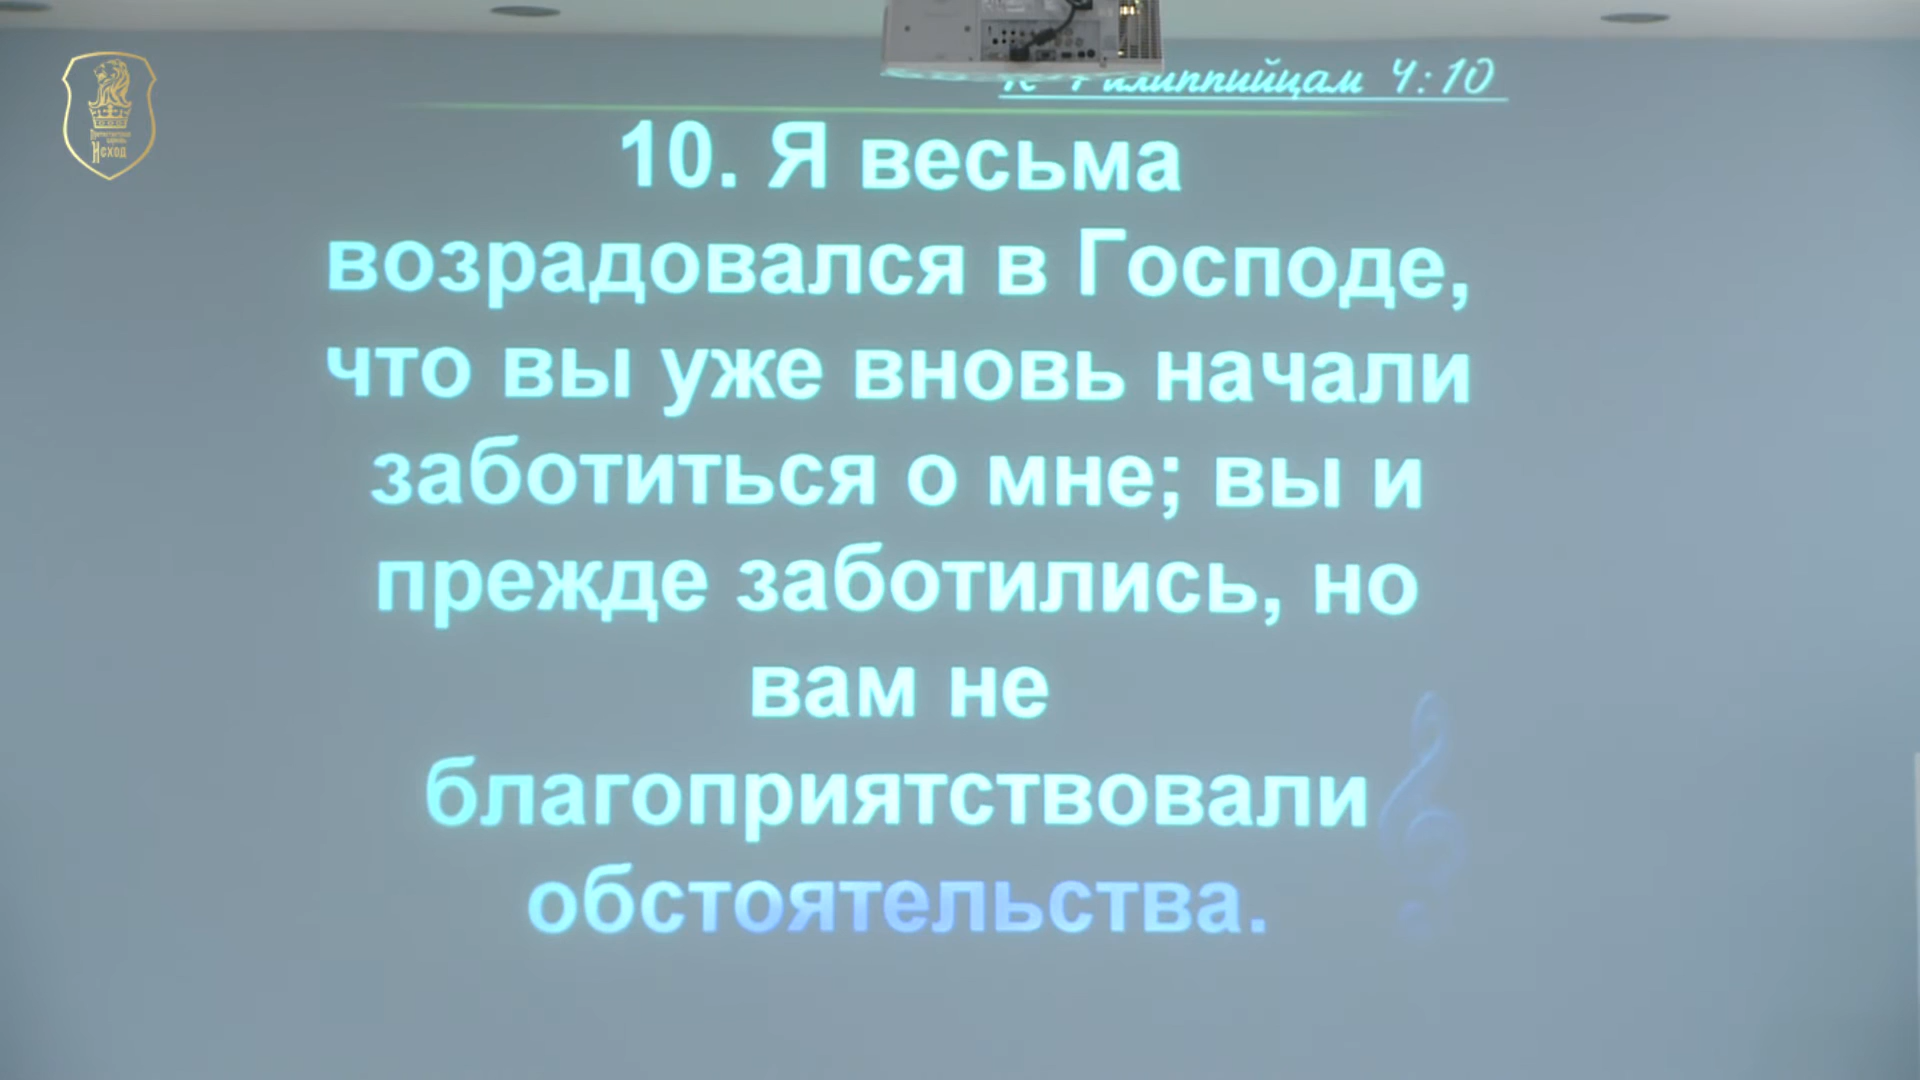 Филиппийцам 4:10
10. Я весьма
возрадовался в Господе,
что вы уже вновь начали
заботиться о мне; вы и
прежде заботились, но
вам не
благоприятствовали
обстоятельства.
Исход